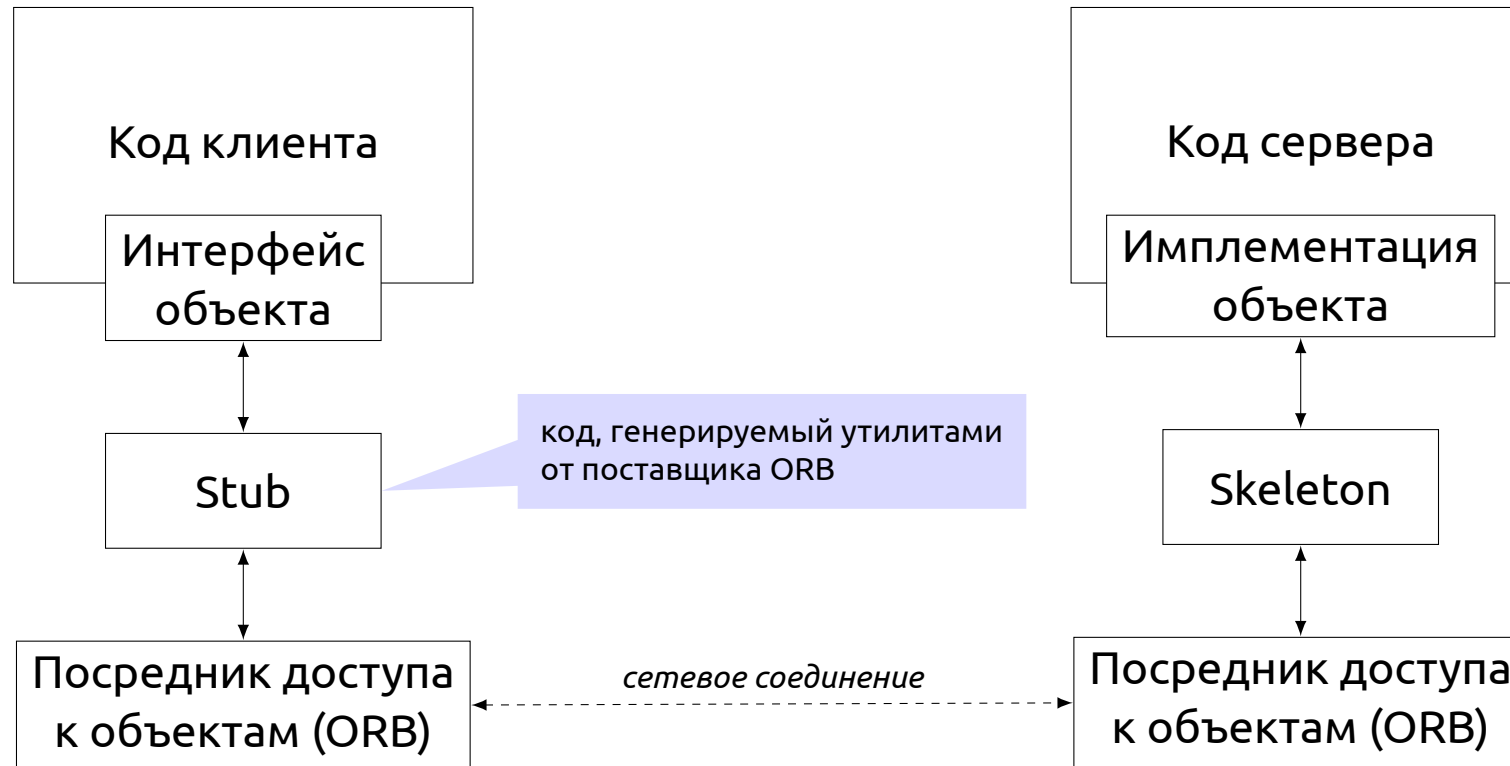 Код клиента
Интерфейс
объекта
Stub
Посредник доступа
к объектам (ORB)
код, генерируемый утилитами
от поставщика ORB
сетевое соединение
Код сервера
Имплементация
объекта
Skeleton
Посредник доступа
к объектам (ORB)